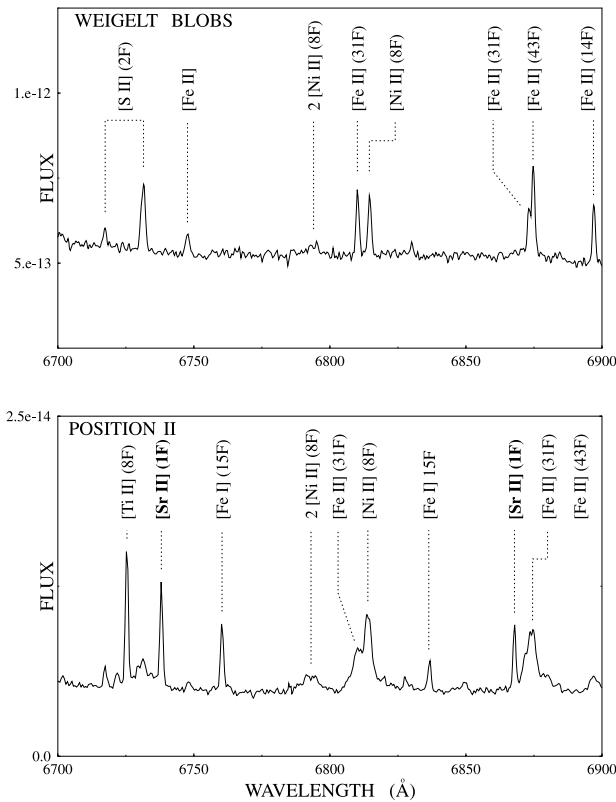 WEIGELT BLOBS
[S II] (2F)
[Fe II]
2 [Ni II] (8F)
[Fe II] (31F)
[Ni II] (8F)
[Fe II] (31F)
[Fe II] (43F)
[Fe II] (14F)
1.e-12
FLUX
5.e-13
6700
6750
6800
6850
6900
2.5e-14
POSITION II
[Ti II] (8F)
[Sr II] (1F)
[Fe I] (15F)
2 [Ni II] (8F)
[Fe II] (31F)
[Ni II] (8F)
[Fe I] 15F
[Sr II] (1F)
[Fe II] (31F)
[Fe II] (43F)
FLUX
0.0
6700
6750
6800
6850
6900
WAVELENGTH (Å)